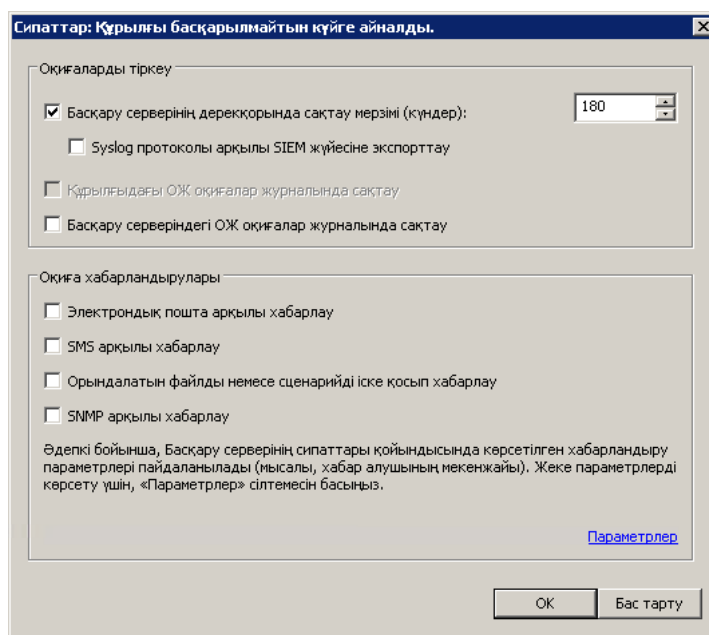 Сипаттар: Құрылғы басқарылмайтын күйге айналды.
Оқиғаларды тіркеу
Басқару серверінің дерекқорында сақтау мерзімі (күндер):
180
Syslog протоколы арқылы SIEM жүйесіне экспорттау
Құрылғыдағы ОЖ оқиғалар журналында сақтау
Басқару серверіндегі ОЖ оқиғалар журналында сақтау
Оқиға хабарландырулары
Электрондық пошта арқылы хабарлау
SMS арқылы хабарлау
Орындалатын файлды немесе сценарийді іске қосып хабарлау
SNMP арқылы хабарлау
Әдепкі бойынша, Басқару серверінің сипаттары қойындысында көрсетілген хабарландыру
параметрлері пайдаланылады (мысалы, хабар алушының мекенжайы). Жеке параметрлерді
көрсету үшін, «Параметрлер» сілтемесін басыңыз.
Параметрлер
ОК
Бас тарту